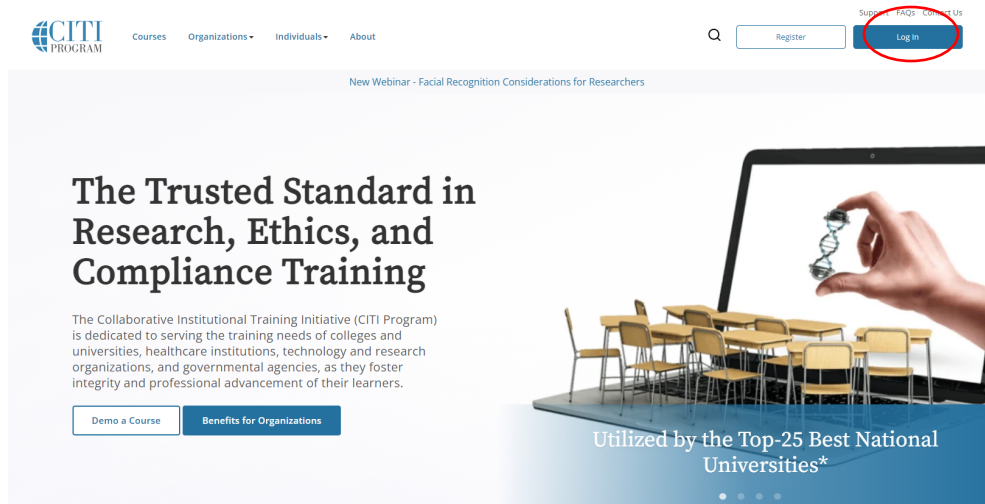 Support FAQs Contact Us
CITI
PROGRAM
Courses Organizations Individuals About
Register
Log In
New Webinar - Facial Recognition Considerations for Researchers
The Trusted Standard in
Research, Ethics, and
Compliance Training
The Collaborative Institutional Training Initiative (CITI Program)
is dedicated to serving the training needs of colleges and
universities, healthcare institutions, technology and research
organizations, and governmental agencies, as they foster
integrity and professional advancement of their learners.
Demo a Course
Benefits for Organizations
Utilized by the Top-25 Best National
Universities*